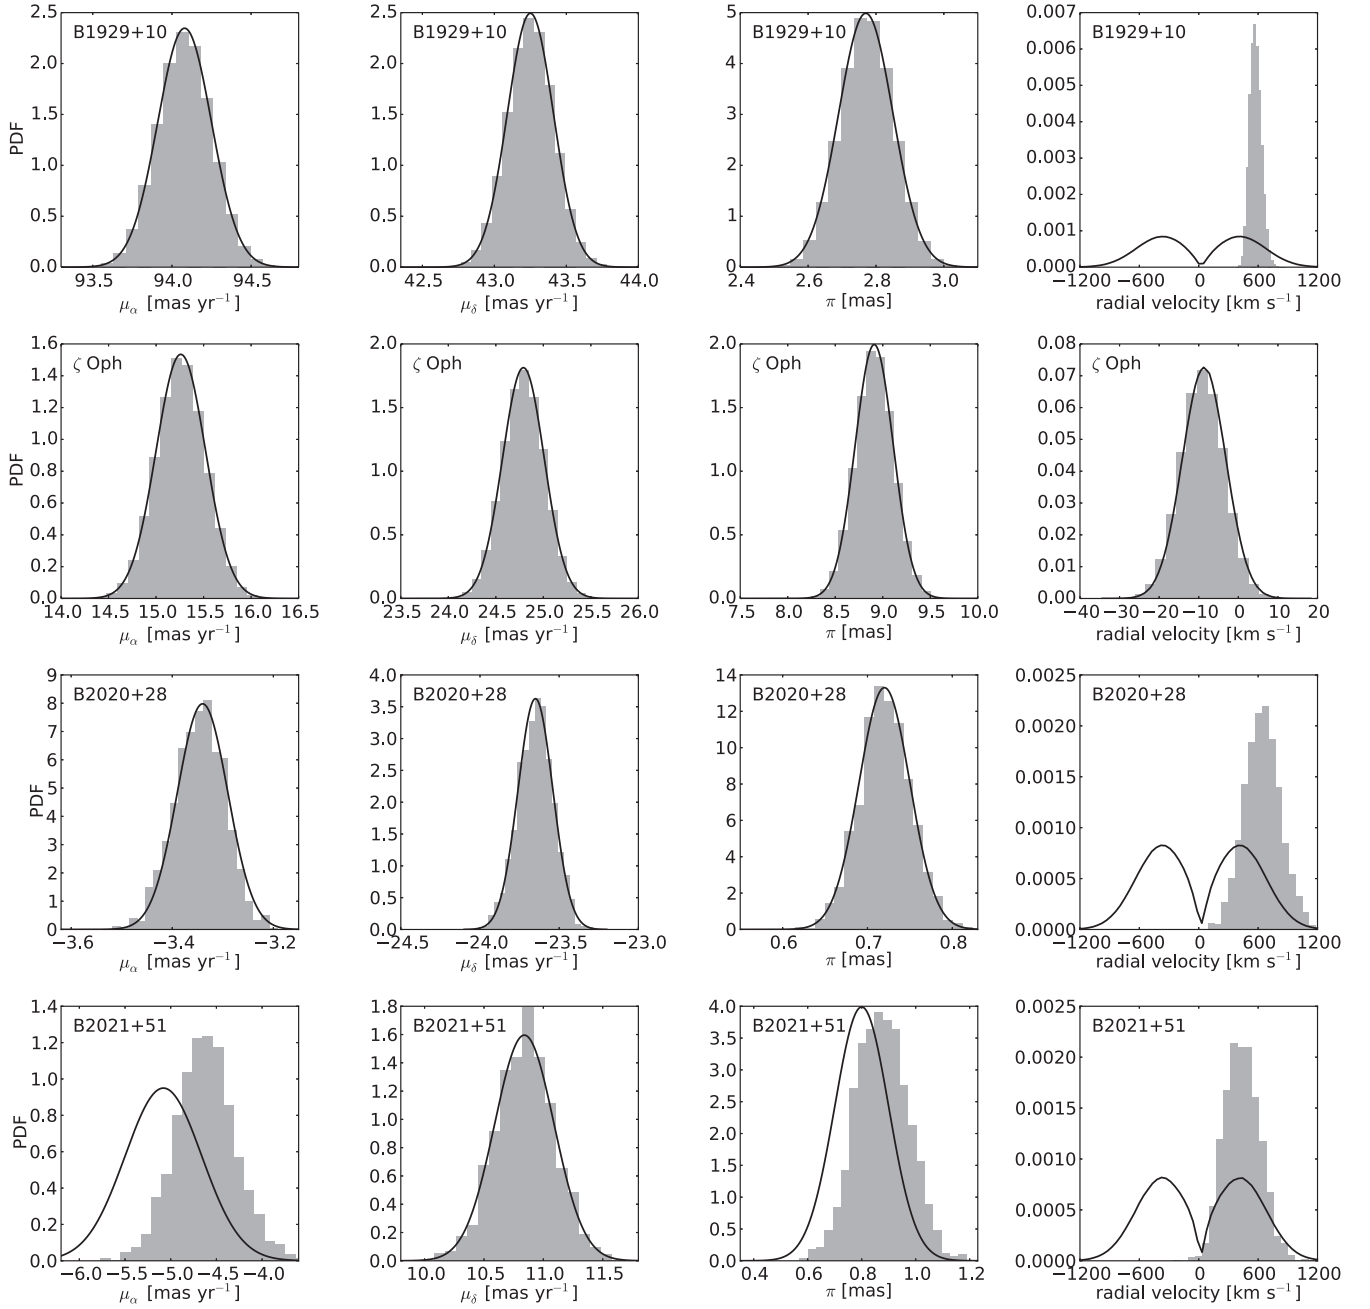 B1929+10 B1929+10 B1929+10 B1929+10
PDF
2.5 2.0 1.5 1.0 0.5 0.0
93.5 94.0 94.5
μα [mas yr−1]
2.5 2.0 1.5 1.0 0.5 0.0
42.5 43.0 43.5 44.0
μδ [mas yr−1]
5 4 3 2 1 0
2.4 2.6 2.8 3.0
π [mas]
0.007 0.006 0.005 0.004 0.003 0.002 0.001 0.000
−1200 −600 0 600 1200
radial velocity [km s−1]
ζ Oph ζ Oph ζ Oph ζ Oph
PDF
1.6 1.4 1.2 1.0 0.8 0.6 0.4 0.2 0.0
14.0 14.5 15.0 15.5 16.0 16.5
μα [mas yr−1]
2.0 1.5 1.0 0.5 0.0
23.5 24.0 24.5 25.0 25.5 26.0
μδ [mas yr−1]
2.0 1.5 1.0 0.5 0.0
7.5 8.0 8.5 9.0 9.5 10.0
π [mas]
0.08 0.07 0.06 0.05 0.04 0.03 0.02 0.01 0.00
−40 −30 −20 −10 0 10 20
radial velocity [km s−1]
B2020+28 B2020+28 B2020+28 B2020+28
PDF
9 8 7 6 5 4 3 2 1 0
−3.6 −3.4 −3.2
μα [mas yr−1]
4.0 3.5 3.0 2.5 2.0 1.5 1.0 0.5 0.0
−24.5 −24.0 −23.5 −23.0
μδ [mas yr−1]
14 12 10 8 6 4 2 0
0.6 0.7 0.8
π [mas]
0.0025 0.0020 0.0015 0.0010 0.0005 0.0000
−1200 −600 0 600 1200
radial velocity [km s−1]
B2021+51 B2021+51 B2021+51 B2021+51
PDF
1.4 1.2 1.0 0.8 0.6 0.4 0.2 0.0
−6.0 −5.5 −5.0 −4.5 −4.0
μα [mas yr−1]
1.8 1.6 1.4 1.2 1.0 0.8 0.6 0.4 0.2 0.0
10.0 10.5 11.0 11.5
μδ [mas yr−1]
4.0 3.5 3.0 2.5 2.0 1.5 1.0 0.5 0.0
0.4 0.6 0.8 1.0 1.2
π [mas]
0.0025 0.0020 0.0015 0.0010 0.0005 0.0000
−1200 −600 0 600 1200
radial velocity [km s−1]